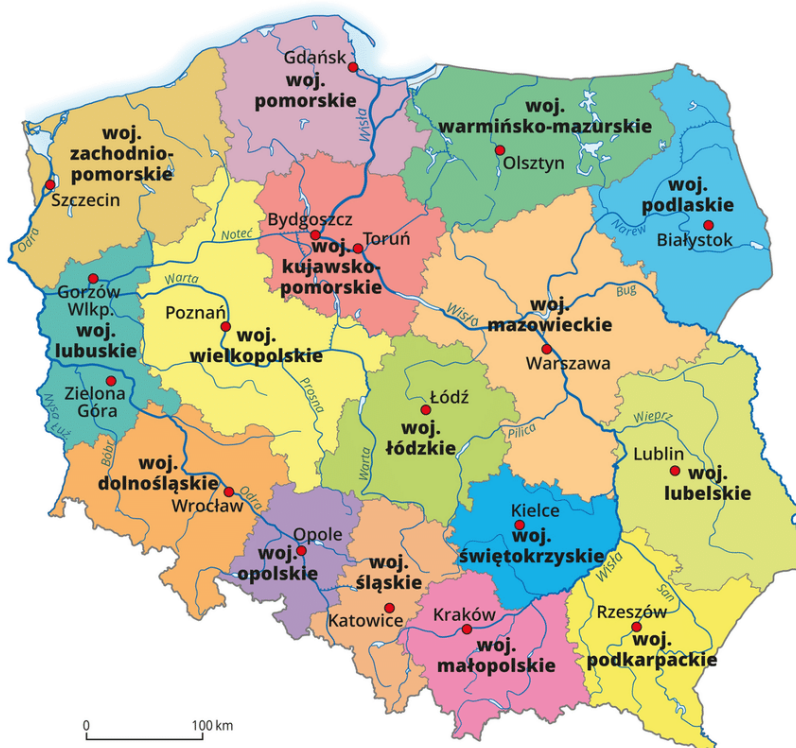 Gdańsk
woj.
pomorskie
Wisła
woj.
warmińsko-mazurskie
Olsztyn
woj.
zachodnio-
pomorskie
Szczecin
Odra
woj.
podlaskie
Białystok
Narew
Bydgoszcz
Toruń
woj.
kujawsko-
pomorskie
Noteć
Gorzów
Wlkp.
woj.
lubuskie
Zielona
Góra
Nysa Łuż.
Bóbr
Warta
Poznań
woj.
wielkopolskie
Prosna
Wisła
woj.
mazowieckie
Bug
Warszawa
Łódź
woj.
łódzkie
Pilica
Warta
Wieprz
Lublin
woj.
lubelskie
woj.
dolnośląskie
Wrocław
Odra
Opole
woj.
opolskie
woj.
śląskie
Katowice
Kielce
woj.
świętokrzyskie
Wisła
San
Kraków
woj.
małopolskie
Rzeszów
woj.
podkarpackie
0 100 km